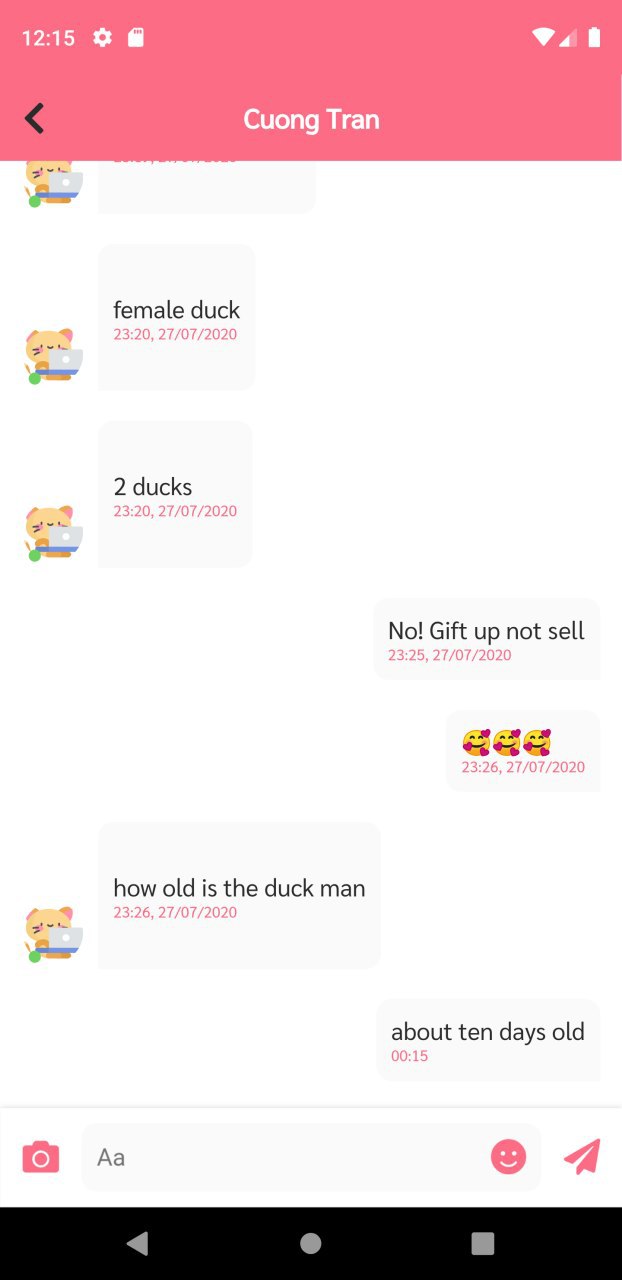 12:15
Cuong Tran
female duck
23:20, 27/07/2020
2 ducks
23:20, 27/07/2020
No! Gift up not sell
23:25, 27/07/2020
🥰🥰🥰
23:26, 27/07/2020
how old is the duck man
23:26, 27/07/2020
about ten days old
00:15
Aa